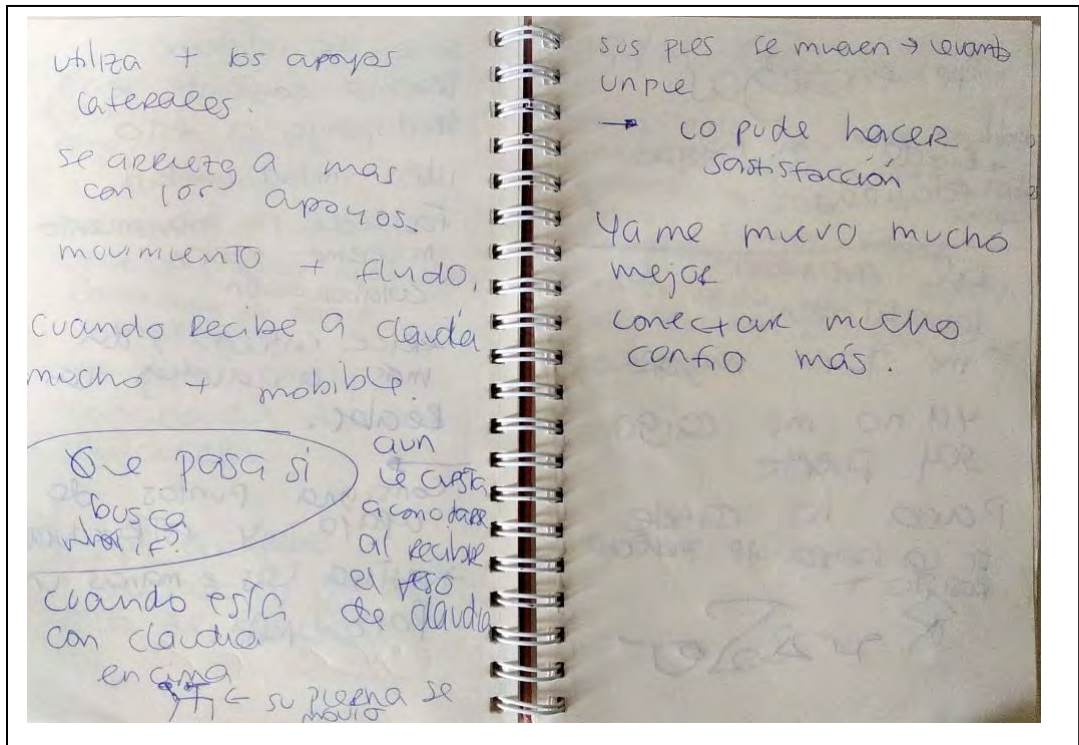 utiliza + los apoyos
laterales.
se arriezga a mas
con los apoyos.
movimiento + fluido.
cuando Recibe a claudia
mucho + mobible.
Que pasa si
busca
aun
le cuesta
acomodarse
al recibir
el peso
de claudia
cuando esta
con claudia
encima
← su pierna se
movio
sus pies se mueven → levanto
un pie
→ lo pude hacer
sastisfacción
Ya me muevo mucho
mejor
conectar mucho
confio más.